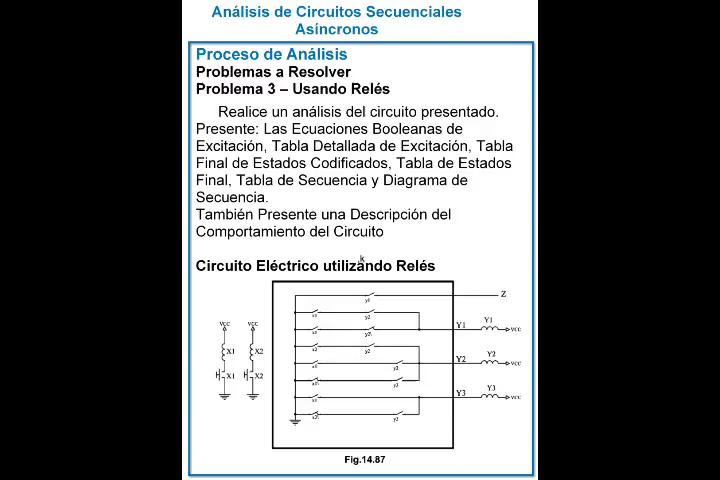 Análisis de Circuitos Secuenciales
Asíncronos
Proceso de Análisis
Problemas a Resolver
Problema 3 – Usando Relés
Realice un análisis del circuito presentado.
Presente: Las Ecuaciones Booleanas de
Excitación, Tabla Detallada de Excitación, Tabla
Final de Estados Codificados, Tabla de Estados
Final, Tabla de Secuencia y Diagrama de
Secuencia.
También Presente una Descripción del
Comportamiento del Circuito
Circuito Eléctrico utilizando Relés
Z
Y1 Y1
VCC VCC
VCC
X1 X2
Y2 Y2
VCC
X1 X2
Y3 Y3
VCC
Fig.14.87